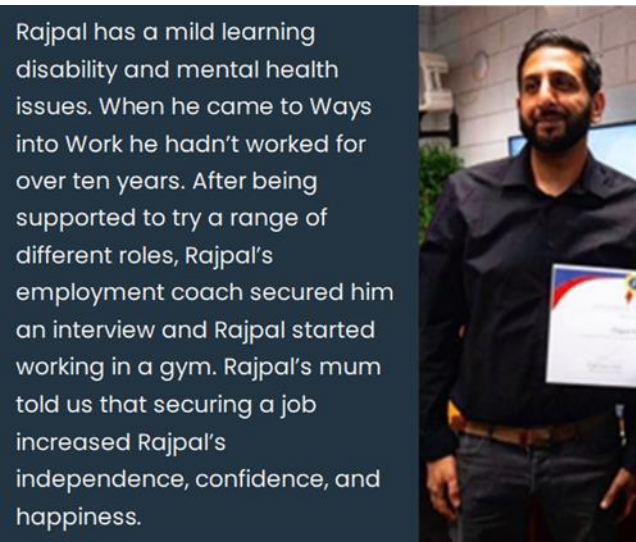 Rajpal has a mild learning
disability and mental health
issues. When he came to Ways
into Work he hadn’t worked for
over ten years. After being
supported to try a range of
different roles, Rajpal’s
employment coach secured him
an interview and Rajpal started
working in a gym. Rajpal’s mum
told us that securing a job
increased Rajpal’s
independence, confidence, and
happiness.